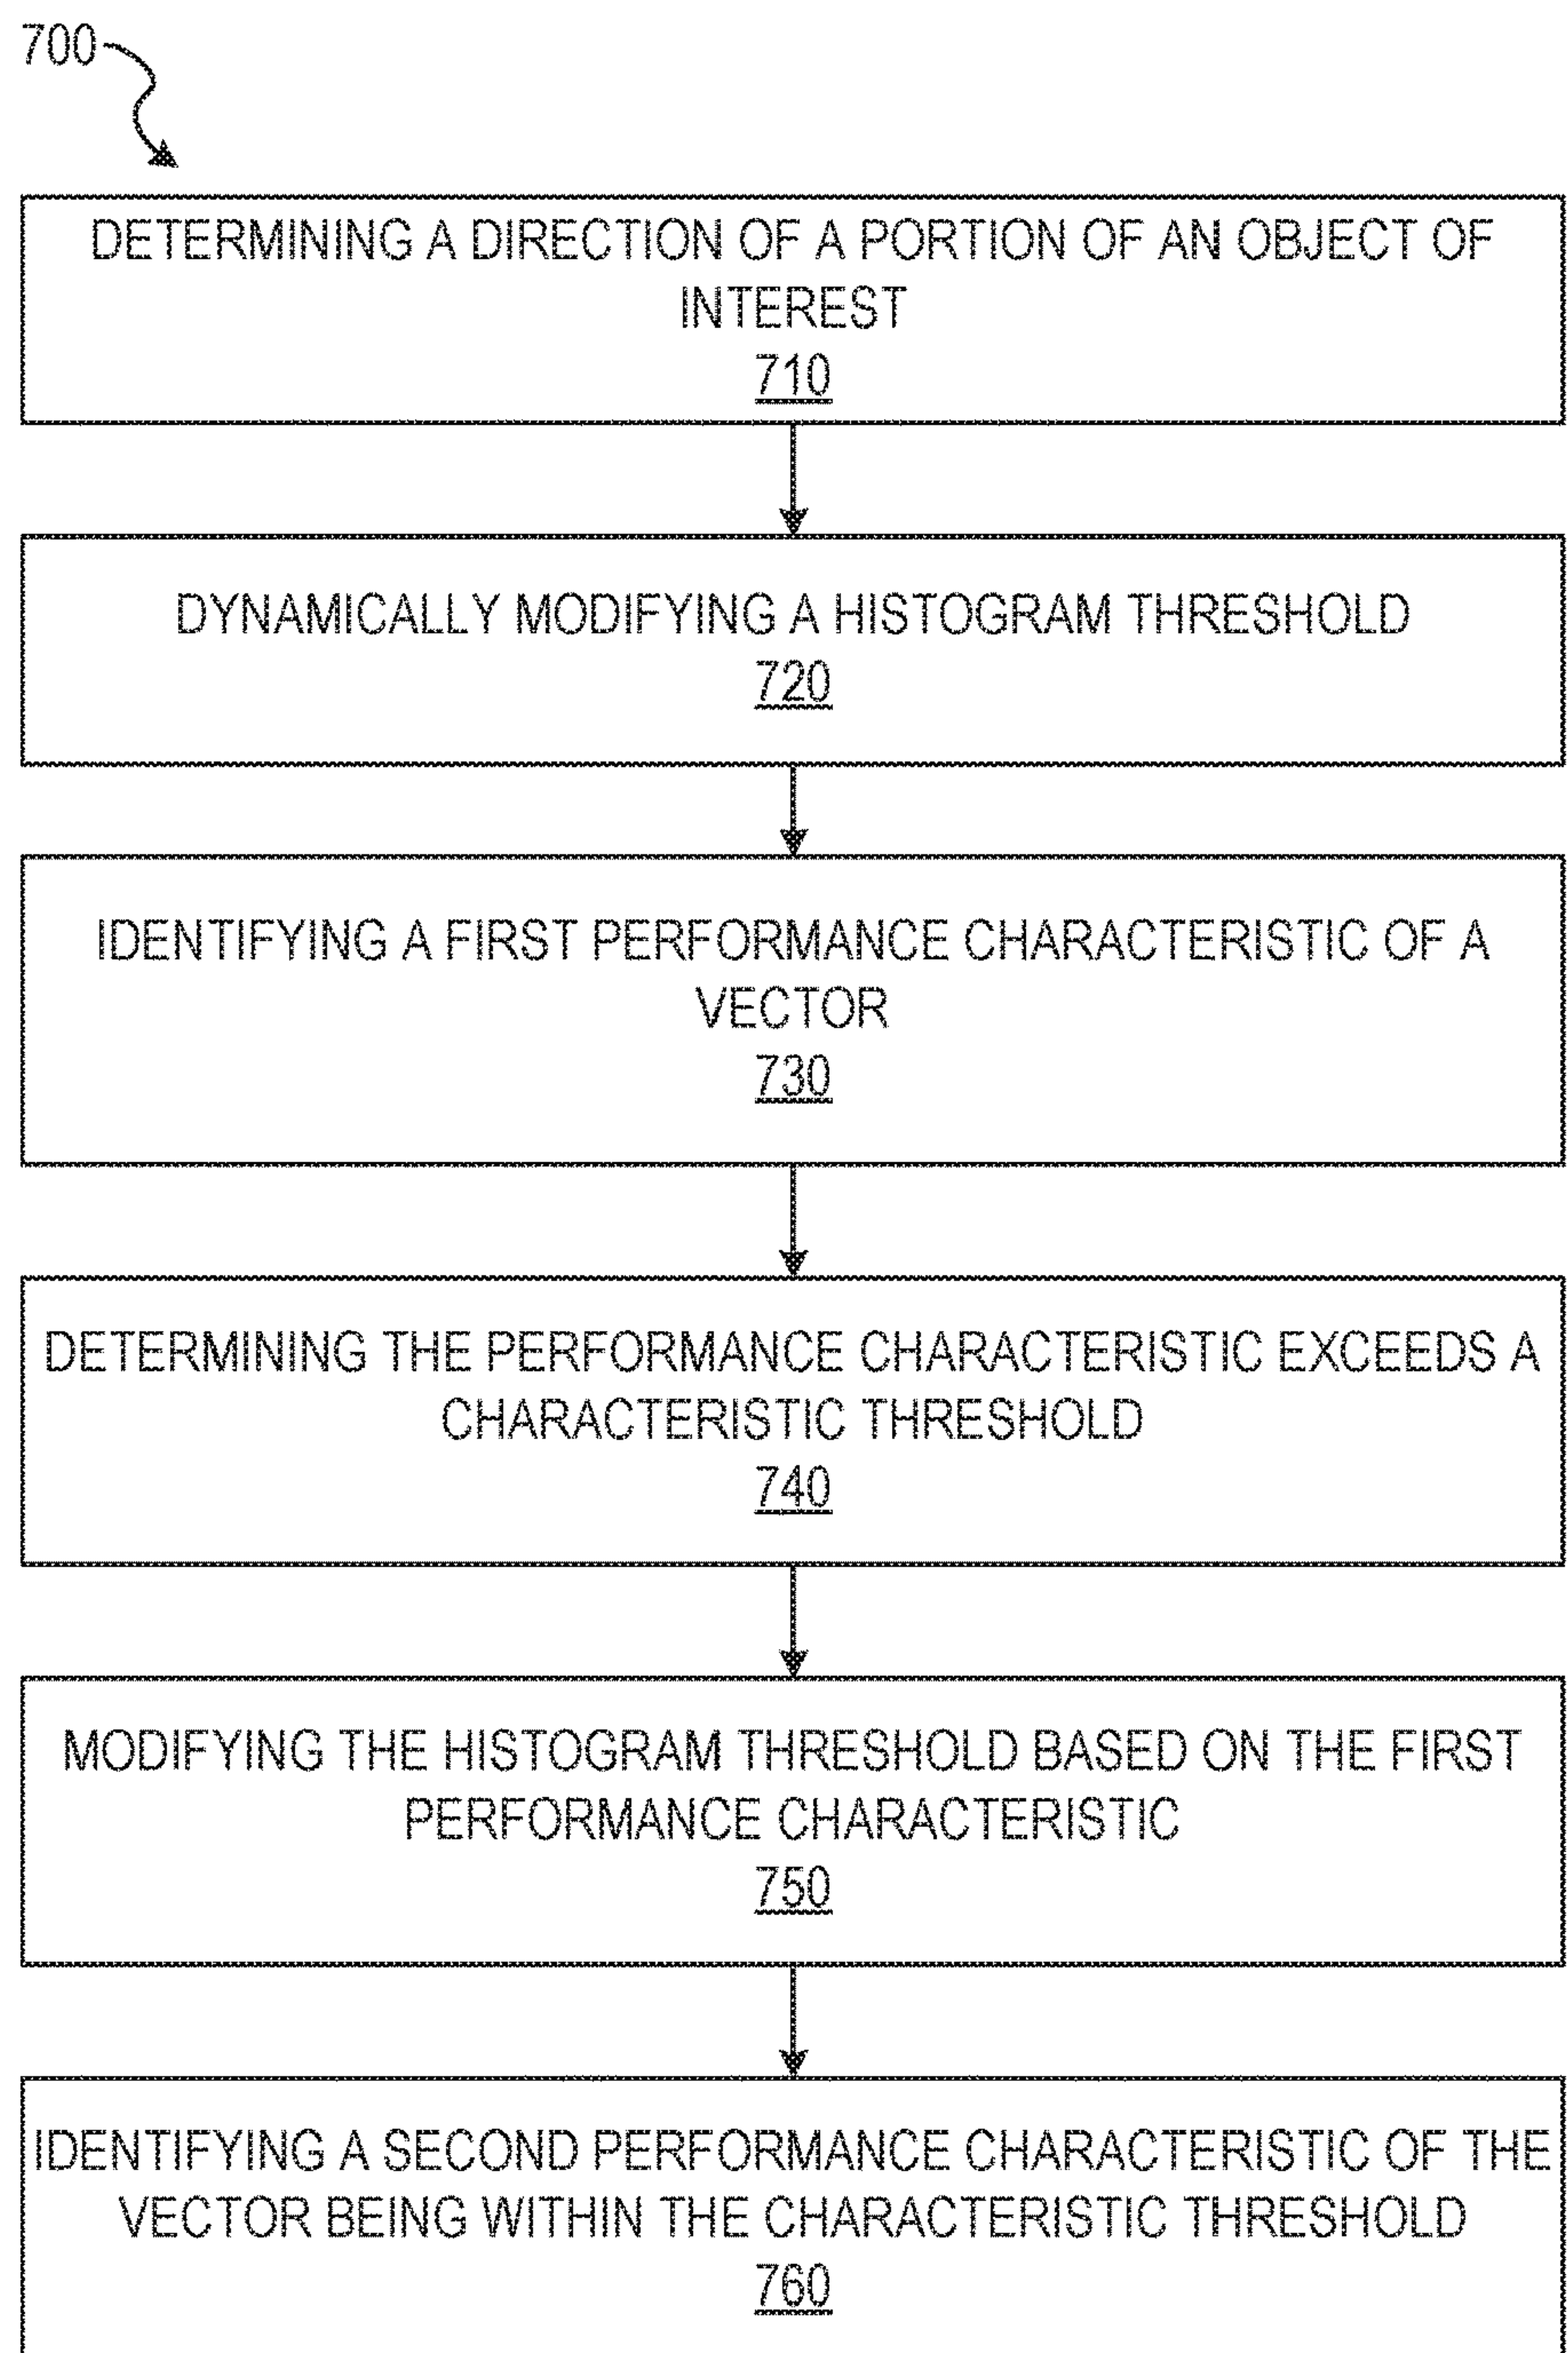 700
DETERMINING A DIRECTION OF A PORTION OF AN OBJECT OF
INTEREST
710
DYNAMICALLY MODIFYING A HISTOGRAM THRESHOLD
720
IDENTIFYING A FIRST PERFORMANCE CHARACTERISTIC OF A
VECTOR
730
DETERMINING THE PERFORMANCE CHARACTERISTIC EXCEEDS A
CHARACTERISTIC THRESHOLD
740
MODIFYING THE HISTOGRAM THRESHOLD BASED ON THE FIRST
PERFORMANCE CHARACTERISTIC
750
IDENTIFYING A SECOND PERFORMANCE CHARACTERISTIC OF THE
VECTOR BEING WITHIN THE CHARACTERISTIC THRESHOLD
760